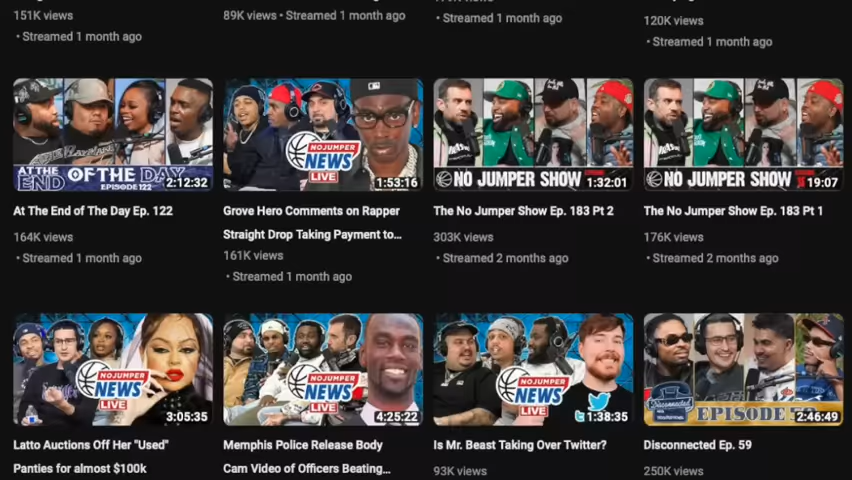 151K views
• Streamed 1 month ago
89K views • Streamed 1 month ago
• Streamed 1 month ago
120K views
• Streamed 1 month ago
AT THE
END OF THE DAY
EPISODE 122
2:12:32
NOJUMPER
NEWS
LIVE
1:53:16
NO JUMPER SHOW
1:32:01
NO JUMPER SHOW
19:07
At The End of The Day Ep. 122
164K views
• Streamed 1 month ago
Grove Hero Comments on Rapper
Straight Drop Taking Payment to...
161K views
• Streamed 1 month ago
The No Jumper Show Ep. 183 Pt 2
303K views
• Streamed 2 months ago
The No Jumper Show Ep. 183 Pt 1
176K views
• Streamed 2 months ago
NOJUMPER
NEWS
LIVE
3:05:35
NOJUMPER
NEWS
LIVE
4:25:22
NOJUMPER
NEWS
LIVE
1:38:35
Disconnected
EPISODE
2:46:49
Latto Auctions Off Her "Used"
Panties for almost $100k
Memphis Police Release Body
Cam Video of Officers Beating...
Is Mr. Beast Taking Over Twitter?
93K views
Disconnected Ep. 59
250K views